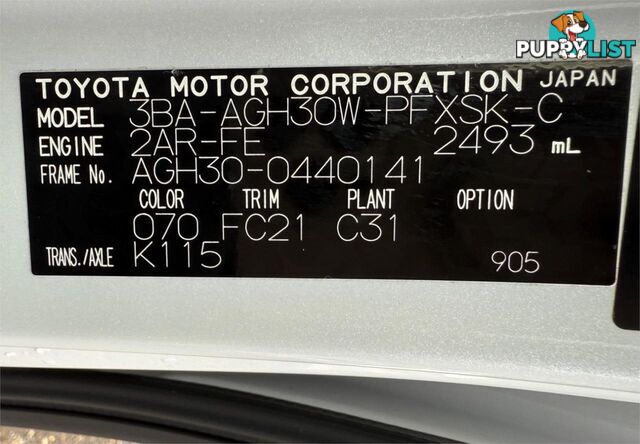 PUPPYLIST
TOYOTA MOTOR CORPORATION JAPAN
MODEL 3BA-AGH30W-PFXSK-C
ENGINE 2AR-FE 2493 mL
FRAME No. AGH30-0440141
COLOR TRIM PLANT OPTION
070 FC21 C31
TRANS./AXLE K115 905